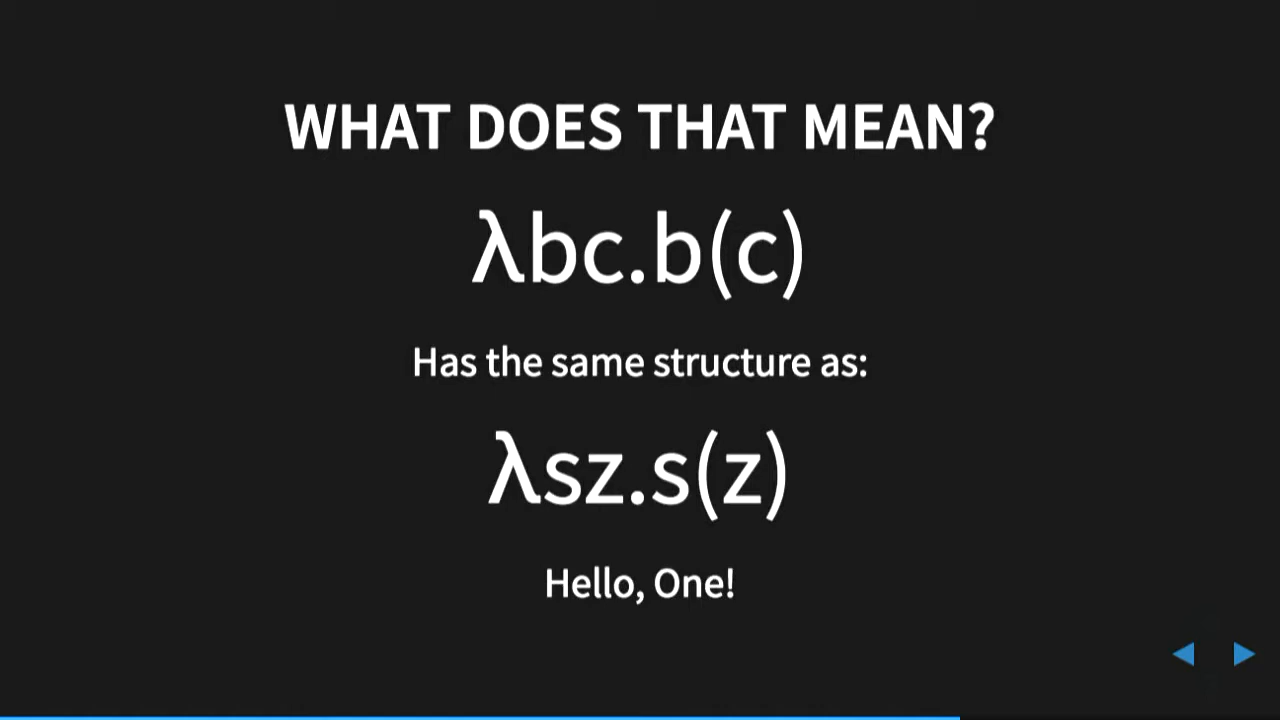 WHAT DOES THAT MEAN?
λbc.b(c)
Has the same structure as:
λsz.s(z)
Hello, One!